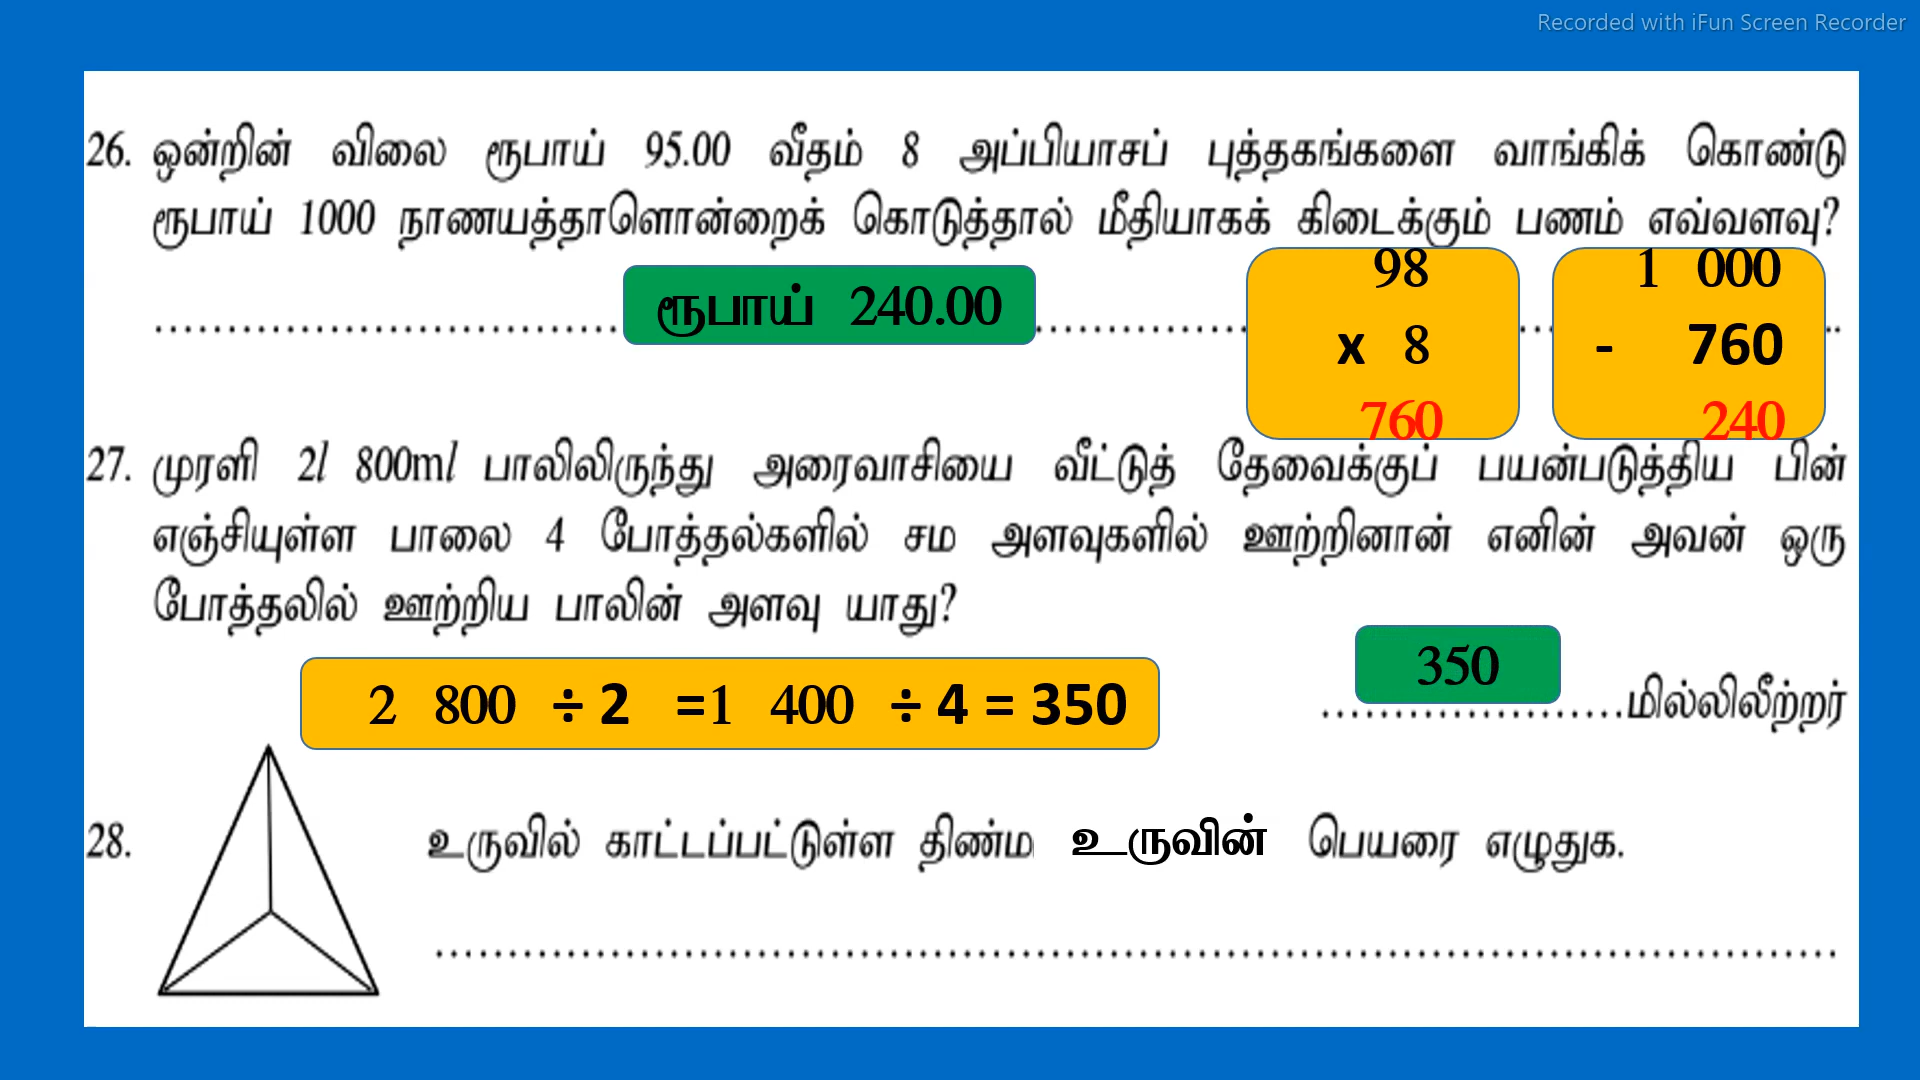 Recorded with iFun Screen Recorder
26. ஒன்றின் விலை ரூபாய் 95.00 வீதம் 8 அப்பியாசப் புத்தகங்களை வாங்கிக் கொண்டு
ரூபாய் 1000 நாணயத்தாளொன்றைக் கொடுத்தால் மீதியாகக் கிடைக்கும் பணம் எவ்வளவு?
ரூபாய் 240.00
98
x 8
760
1 000
- 760
240
27. முரளி 2l 800ml பாலிலிருந்து அரைவாசியை வீட்டுத் தேவைக்குப் பயன்படுத்திய பின்
எஞ்சியுள்ள பாலை 4 போத்தல்களில் சம அளவுகளில் ஊற்றினான் எனின் அவன் ஒரு
போத்தலில் ஊற்றிய பாலின் அளவு யாது?
350
2 800 ÷ 2 =1 400 ÷ 4 = 350
....................மில்லிலீற்றர்
28. உருவில் காட்டப்பட்டுள்ள திண்ம உருவின் பெயரை எழுதுக.